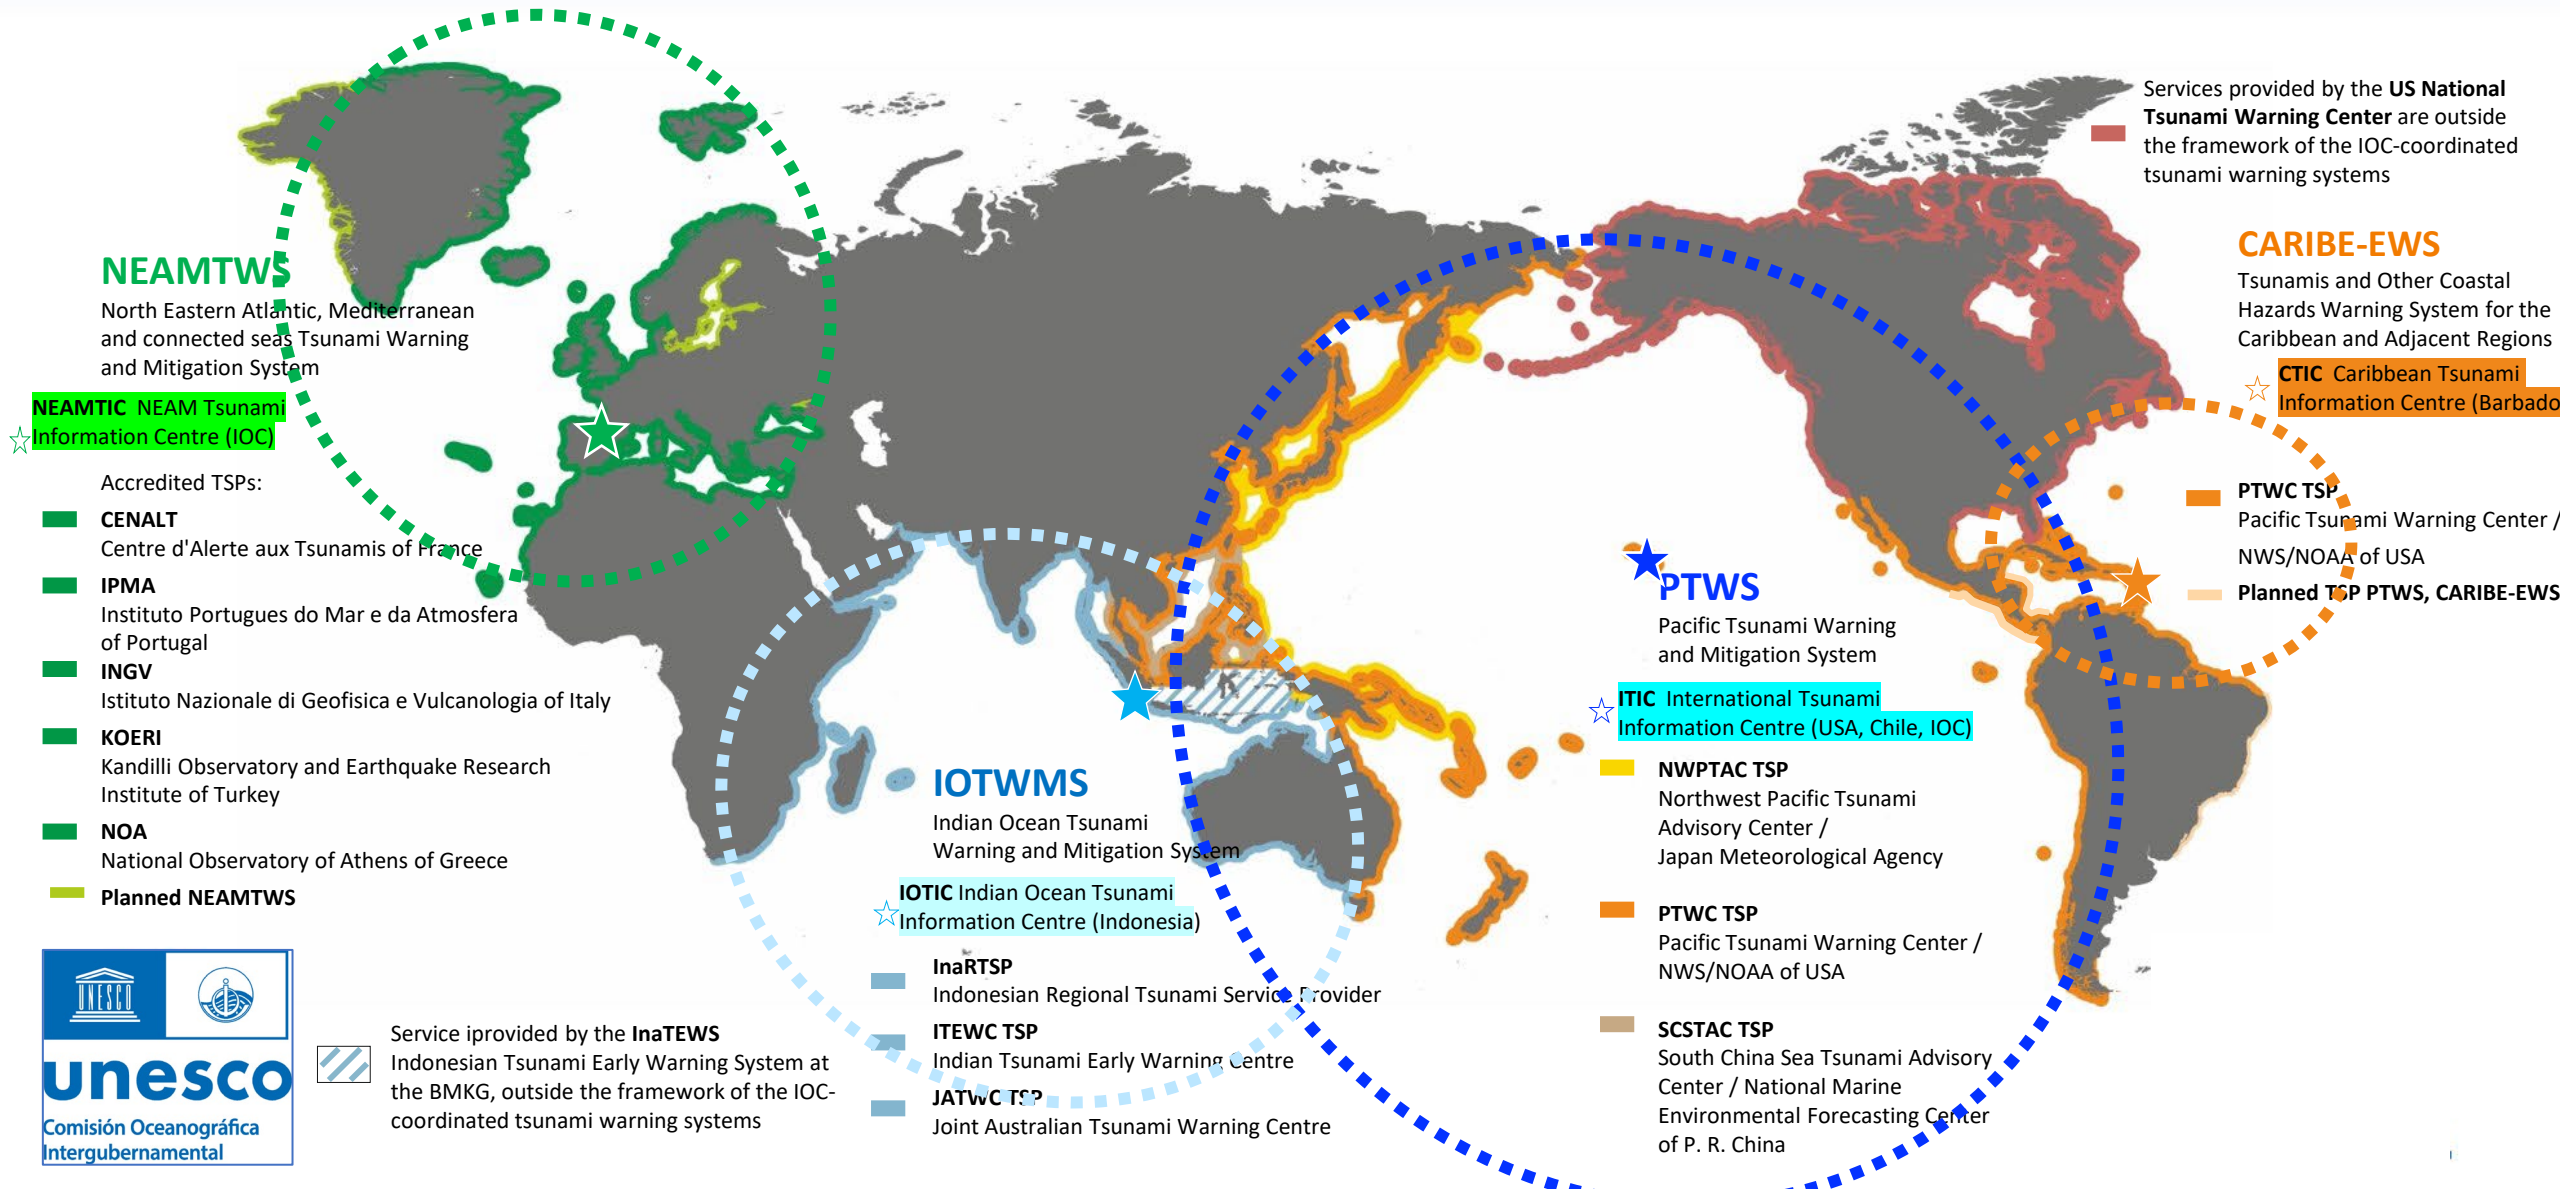 NEAMTWS
North Eastern Atlantic, Mediterranean
and connected seas Tsunami Warning
and Mitigation System
NEAMTIC NEAM Tsunami
Information Centre (IOC)
Accredited TSPs:
CENALT
Centre d'Alerte aux Tsunamis of France
IPMA
Instituto Portugues do Mar e da Atmosfera
of Portugal
INGV
Istituto Nazionale di Geofisica e Vulcanologia of Italy
KOERI
Kandilli Observatory and Earthquake Research
Institute of Turkey
NOA
National Observatory of Athens of Greece
Planned NEAMTWS
UNESCO
unesco
Comisión Oceanográfica
Intergubernamental
Service iprovided by the InaTEWS
Indonesian Tsunami Early Warning System at
the BMKG, outside the framework of the IOC-
coordinated tsunami warning systems
IOTWMS
Indian Ocean Tsunami
Warning and Mitigation System
IOTIC Indian Ocean Tsunami
Information Centre (Indonesia)
InaRTSP
Indonesian Regional Tsunami Service Provider
ITEWC TSP
Indian Tsunami Early Warning Centre
JATWC TSP
Joint Australian Tsunami Warning Centre
PTWS
Pacific Tsunami Warning
and Mitigation System
ITIC International Tsunami
Information Centre (USA, Chile, IOC)
NWPTAC TSP
Northwest Pacific Tsunami
Advisory Center /
Japan Meteorological Agency
PTWC TSP
Pacific Tsunami Warning Center /
NWS/NOAA of USA
SCSTAC TSP
South China Sea Tsunami Advisory
Center / National Marine
Environmental Forecasting Center
of P. R. China
Services provided by the US National
Tsunami Warning Center are outside
the framework of the IOC-coordinated
tsunami warning systems
CARIBE-EWS
Tsunamis and Other Coastal
Hazards Warning System for the
Caribbean and Adjacent Regions
CTIC Caribbean Tsunami
Information Centre (Barbado
PTWC TSP
Pacific Tsunami Warning Center /
NWS/NOAA of USA
Planned TSP PTWS, CARIBE-EWS